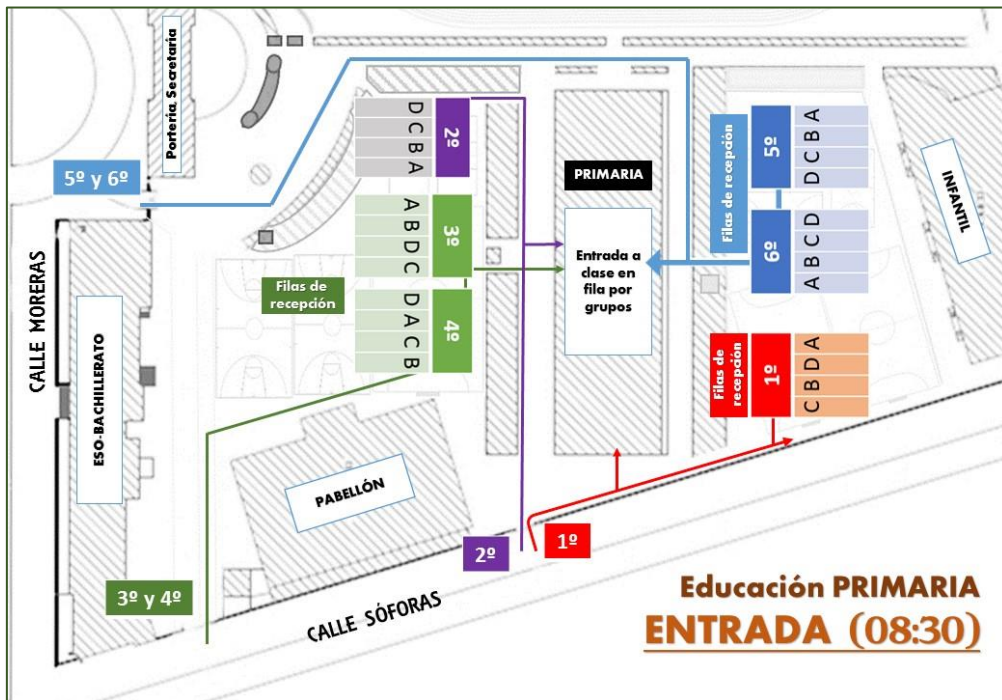 Portería, Secretaría
5º y 6º
CALLE MORERAS
ESO-BACHILLERATO
D
C
B
A
2º
A
B
D
C
3º
Filas de
recepción
D
A
C
B
4º
PRIMARIA
Entrada a
clase en
fila por
grupos
Filas de recepción
5º
A
B
C
D
6º
D
C
B
A
INFANTIL
Filas de
recepción
1º
A
D
B
C
PABELLÓN
2º
1º
3º y 4º
CALLE SÓFORAS
Educación PRIMARIA
ENTRADA (08:30)